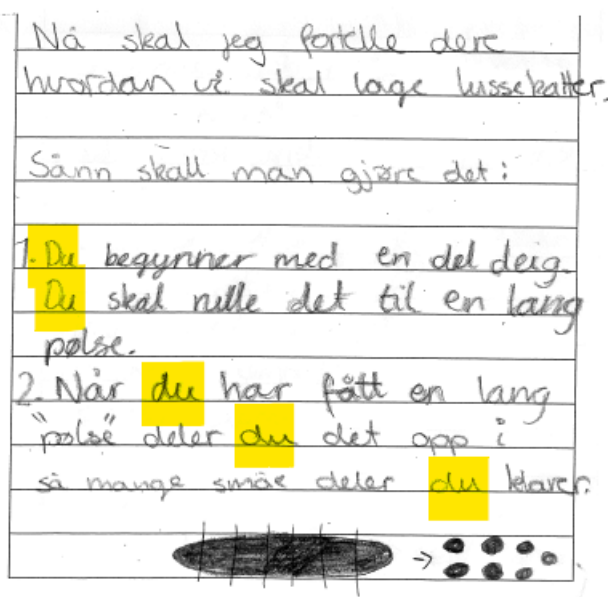 Nå skal jeg fortelle dere
hvordan vi skal lage lussekatter.
Sånn skall man gjøre det:
1. Du begynner med en del deig.
Du skal rulle det til en lang
pølse.
2. Når du har fått en lang
"pølse" deler du det opp i
så mange små deler du klarer.